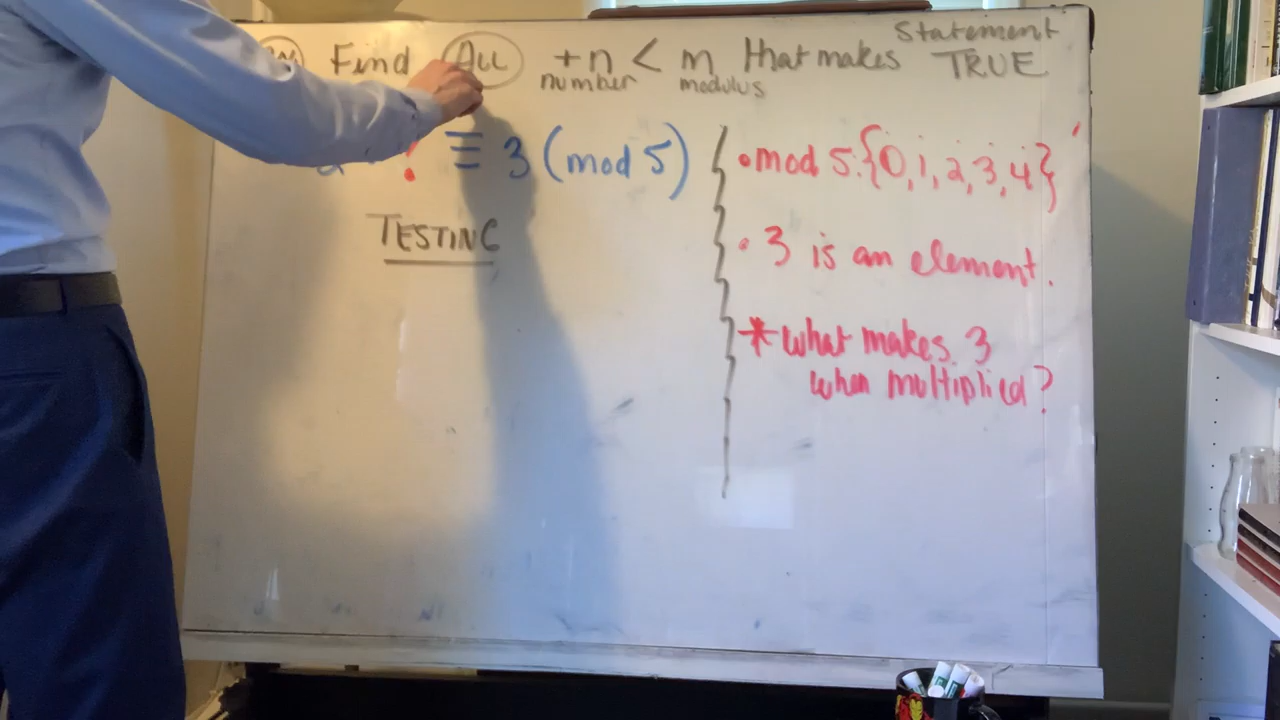 Find ALL +n < m that makes Statement TRUE
number modulus
2 ? ≡ 3 (mod 5)
TESTING
• mod 5: {0, 1, 2, 3, 4}
• 3 is an element.
* what makes 3
when multiplied?